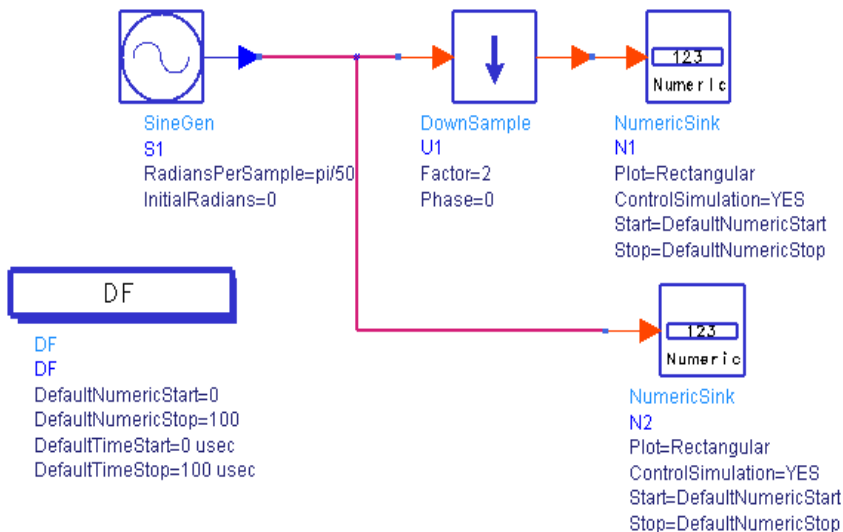 123
Numeric
SineGen
S1
RadiansPerSample=pi/50
InitialRadians=0
DownSample
U1
Factor=2
Phase=0
NumericSink
N1
Plot=Rectangular
ControlSimulation=YES
Start=DefaultNumericStart
Stop=DefaultNumericStop
DF
DF
DF
DefaultNumericStart=0
DefaultNumericStop=100
DefaultTimeStart=0 usec
DefaultTimeStop=100 usec
123
Numeric
NumericSink
N2
Plot=Rectangular
ControlSimulation=YES
Start=DefaultNumericStart
Stop=DefaultNumericStop